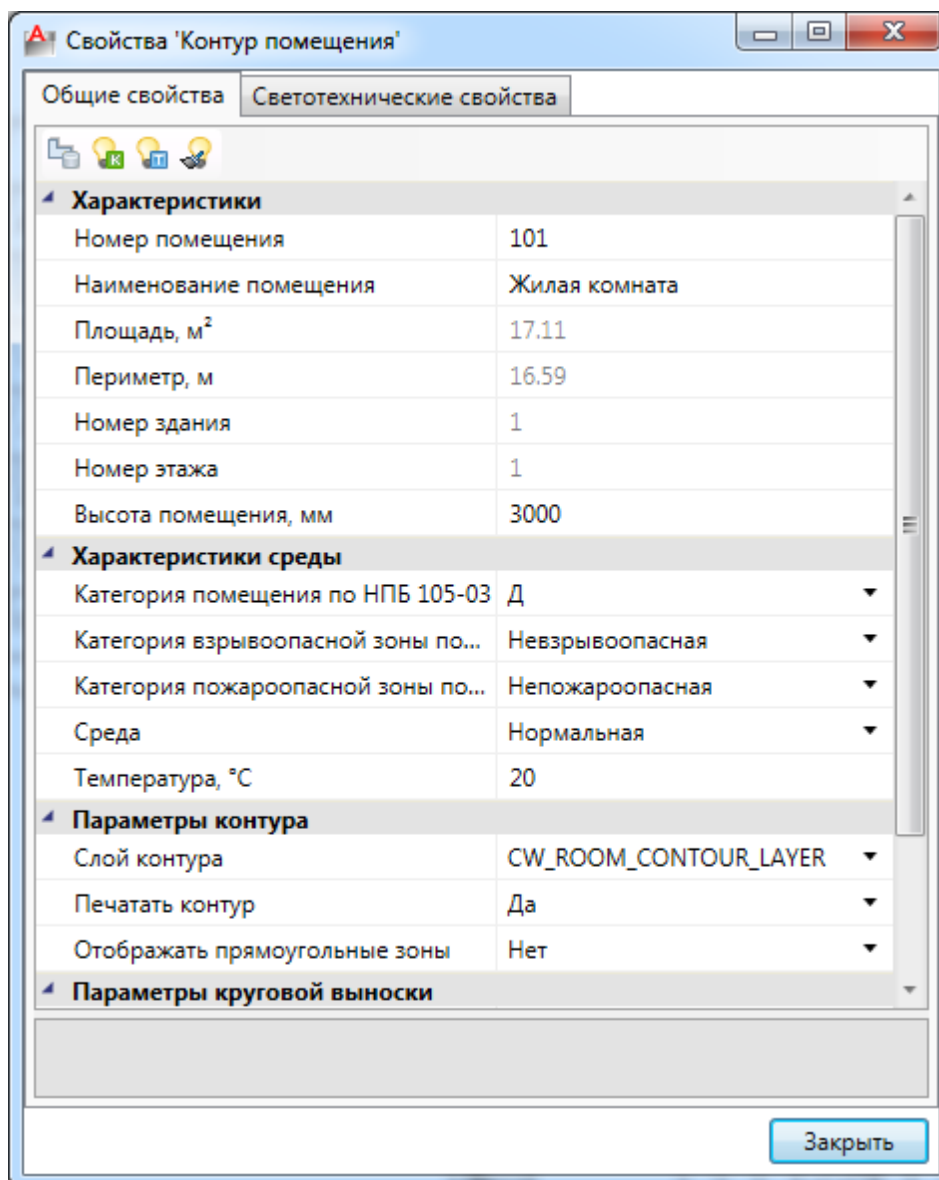 Свойства 'Контур помещения'
Общие свойства Светотехнические свойства
Характеристики
Номер помещения 101
Наименование помещения Жилая комната
Площадь, м² 17.11
Периметр, м 16.59
Номер здания 1
Номер этажа 1
Высота помещения, мм 3000
Характеристики среды
Категория помещения по НПБ 105-03 Д
Категория взрывоопасной зоны по... Невзрывоопасная
Категория пожароопасной зоны по... Непожароопасная
Среда Нормальная
Температура, °C 20
Параметры контура
Слой контура CW_ROOM_CONTOUR_LAYER
Печатать контур Да
Отображать прямоугольные зоны Нет
Параметры круговой выноски
Закрыть